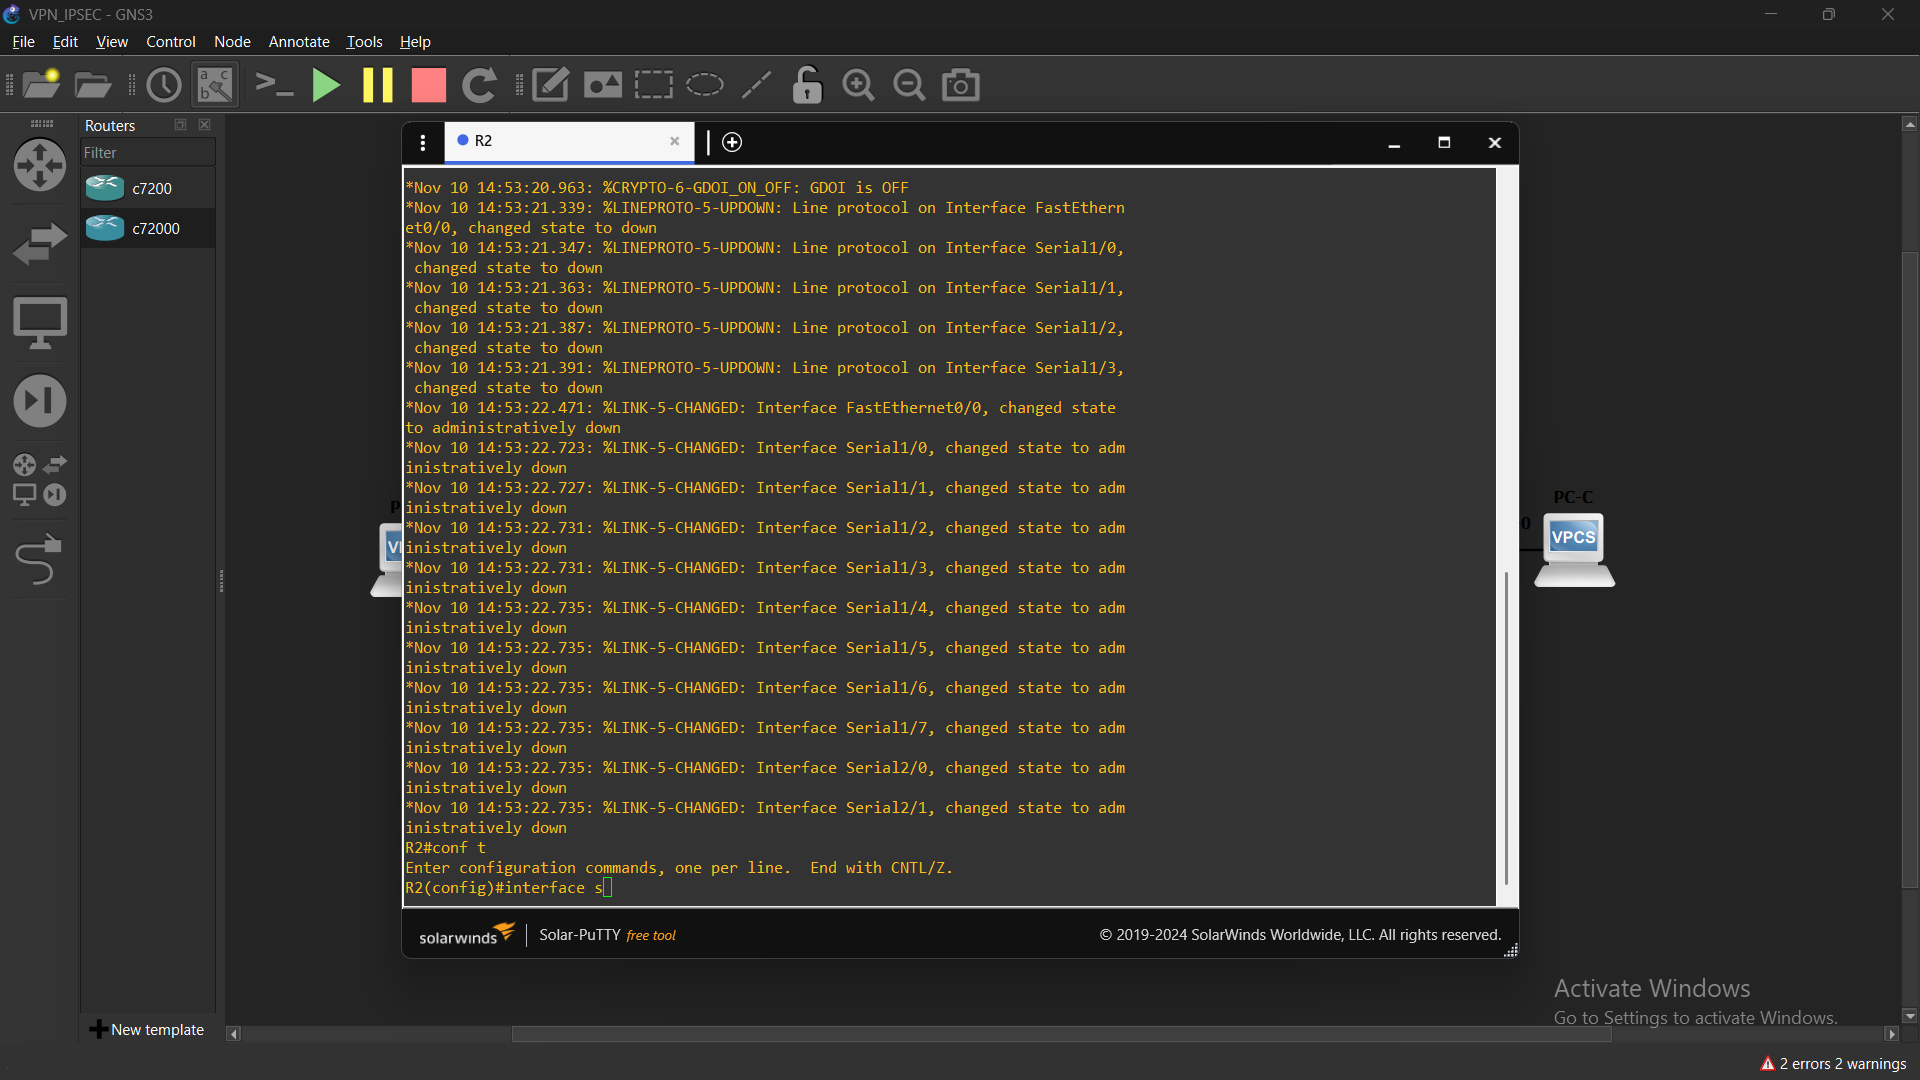 VPN_IPSEC - GNS3
File Edit View Control Node Annotate Tools Help
a c
b
Routers
Filter
c7200
c72000
New template
R2
*Nov 10 14:53:20.963: %CRYPTO-6-GDOI_ON_OFF: GDOI is OFF
*Nov 10 14:53:21.339: %LINEPROTO-5-UPDOWN: Line protocol on Interface FastEthern
et0/0, changed state to down
*Nov 10 14:53:21.347: %LINEPROTO-5-UPDOWN: Line protocol on Interface Serial1/0,
changed state to down
*Nov 10 14:53:21.363: %LINEPROTO-5-UPDOWN: Line protocol on Interface Serial1/1,
changed state to down
*Nov 10 14:53:21.387: %LINEPROTO-5-UPDOWN: Line protocol on Interface Serial1/2,
changed state to down
*Nov 10 14:53:21.391: %LINEPROTO-5-UPDOWN: Line protocol on Interface Serial1/3,
changed state to down
*Nov 10 14:53:22.471: %LINK-5-CHANGED: Interface FastEthernet0/0, changed state
to administratively down
*Nov 10 14:53:22.723: %LINK-5-CHANGED: Interface Serial1/0, changed state to adm
inistratively down
*Nov 10 14:53:22.727: %LINK-5-CHANGED: Interface Serial1/1, changed state to adm
inistratively down
*Nov 10 14:53:22.731: %LINK-5-CHANGED: Interface Serial1/2, changed state to adm
inistratively down
*Nov 10 14:53:22.731: %LINK-5-CHANGED: Interface Serial1/3, changed state to adm
inistratively down
*Nov 10 14:53:22.735: %LINK-5-CHANGED: Interface Serial1/4, changed state to adm
inistratively down
*Nov 10 14:53:22.735: %LINK-5-CHANGED: Interface Serial1/5, changed state to adm
inistratively down
*Nov 10 14:53:22.735: %LINK-5-CHANGED: Interface Serial1/6, changed state to adm
inistratively down
*Nov 10 14:53:22.735: %LINK-5-CHANGED: Interface Serial1/7, changed state to adm
inistratively down
*Nov 10 14:53:22.735: %LINK-5-CHANGED: Interface Serial2/0, changed state to adm
inistratively down
*Nov 10 14:53:22.735: %LINK-5-CHANGED: Interface Serial2/1, changed state to adm
inistratively down
R2#conf t
Enter configuration commands, one per line.  End with CNTL/Z.
R2(config)#interface s
solarwinds Solar-PuTTY free tool
© 2019-2024 SolarWinds Worldwide, LLC. All rights reserved.
PC-C
VPCS
Activate Windows
Go to Settings to activate Windows.
2 errors 2 warnings